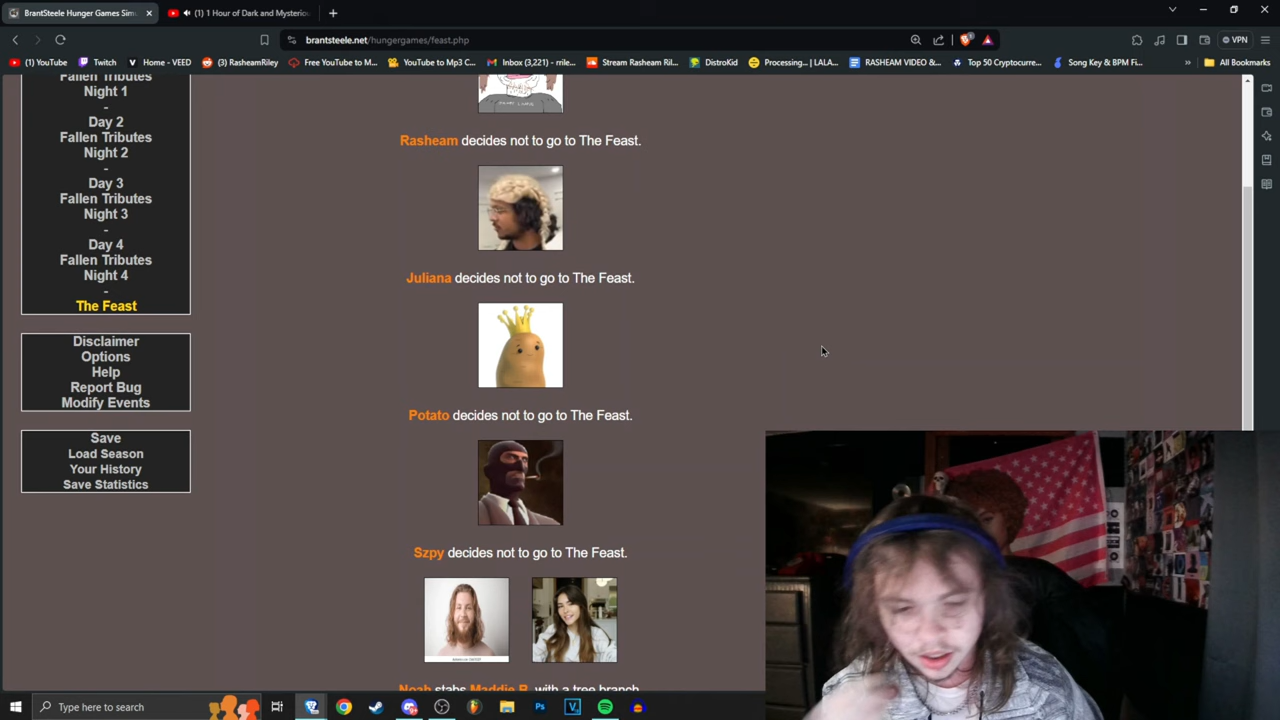 BrantSteele Hunger Games Simu
(1) 1 Hour of Dark and Mysteriou
brantsteele.net/hungergames/feast.php
VPN
(1) YouTube
Twitch
Home - VEED
(3) RasheamRiley
Free YouTube to M...
YouTube to Mp3 C...
Inbox (3,221) - rrile...
Stream Rasheam Ril...
DistroKid
Processing... | LALA...
RASHEAM VIDEO &...
Top 50 Cryptocurre...
Song Key & BPM Fi...
»
All Bookmarks
Fallen Tributes
Night 1
-
Day 2
Fallen Tributes
Night 2
-
Day 3
Fallen Tributes
Night 3
-
Day 4
Fallen Tributes
Night 4
-
The Feast
Disclaimer
Options
Help
Report Bug
Modify Events
Save
Load Season
Your History
Save Statistics
Rasheam decides not to go to The Feast.
Juliana decides not to go to The Feast.
Potato decides not to go to The Feast.
Szpy decides not to go to The Feast.
Noah stabs Maddie B. with a tree branch.
Type here to search